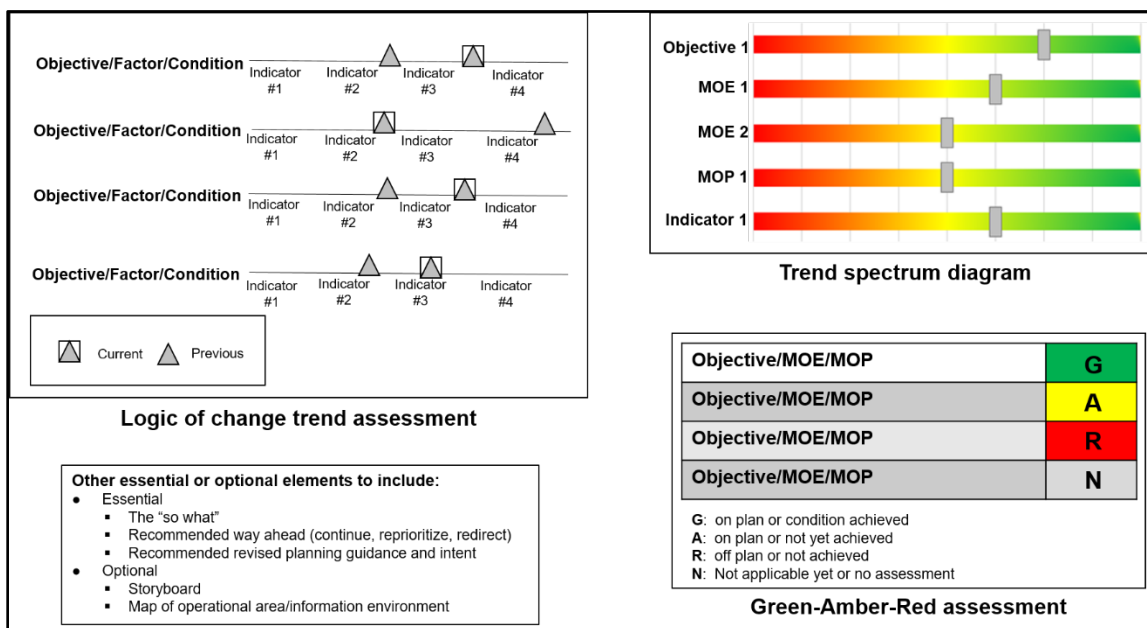 Objective/Factor/Condition
Indicator #1
Indicator #2
Indicator #3
Indicator #4
Objective/Factor/Condition
Indicator #1
Indicator #2
Indicator #3
Indicator #4
Objective/Factor/Condition
Indicator #1
Indicator #2
Indicator #3
Indicator #4
Objective/Factor/Condition
Indicator #1
Indicator #2
Indicator #3
Indicator #4
Current
Previous
Logic of change trend assessment
Objective 1
MOE 1
MOE 2
MOP 1
Indicator 1
Trend spectrum diagram
Other essential or optional elements to include:
● Essential
▪ The “so what”
▪ Recommended way ahead (continue, reprioritize, redirect)
▪ Recommended revised planning guidance and intent
● Optional
▪ Storyboard
▪ Map of operational area/information environment
Objective/MOE/MOP G
Objective/MOE/MOP A
Objective/MOE/MOP R
Objective/MOE/MOP N
G: on plan or condition achieved
A: on plan or not yet achieved
R: off plan or not achieved
N: Not applicable yet or no assessment
Green-Amber-Red assessment